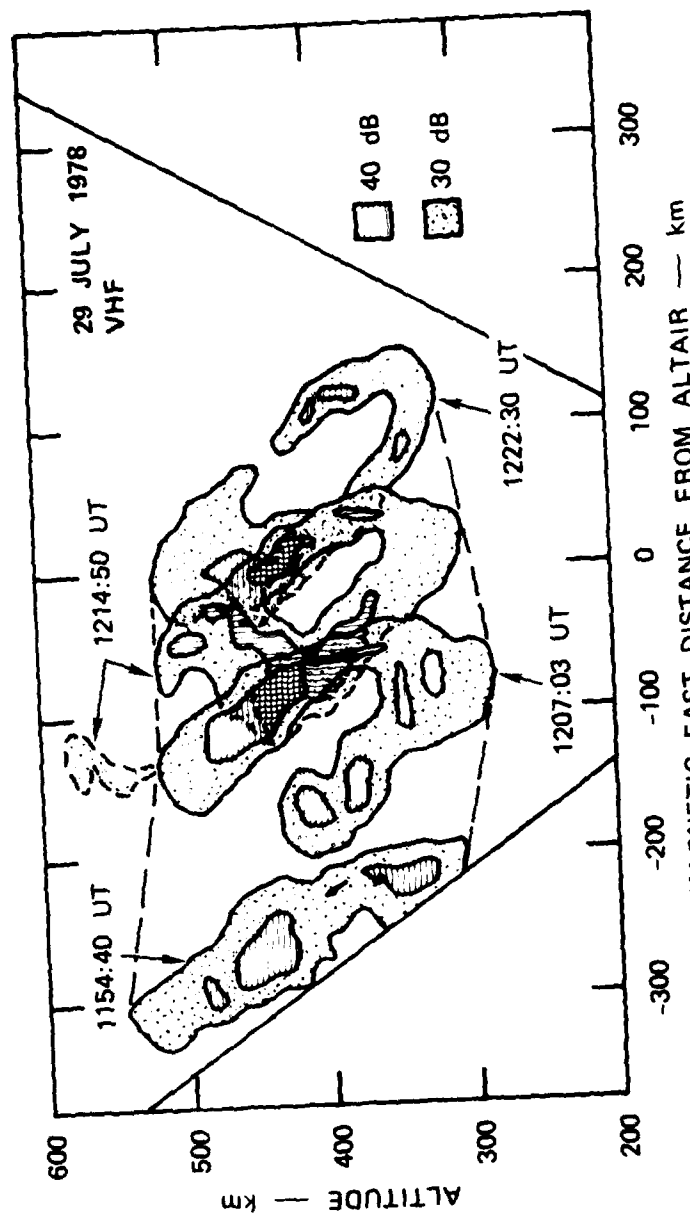 29 JULY 1978
VHF
1214:50 UT
1154:40 UT
40 dB
30 dB
1222:30 UT
1207:03 UT
600
500
400
300
200
ALTITUDE — km
-300
-200
-100
0
100
200
300
EAST DISTANCE FROM ALTAIR — km